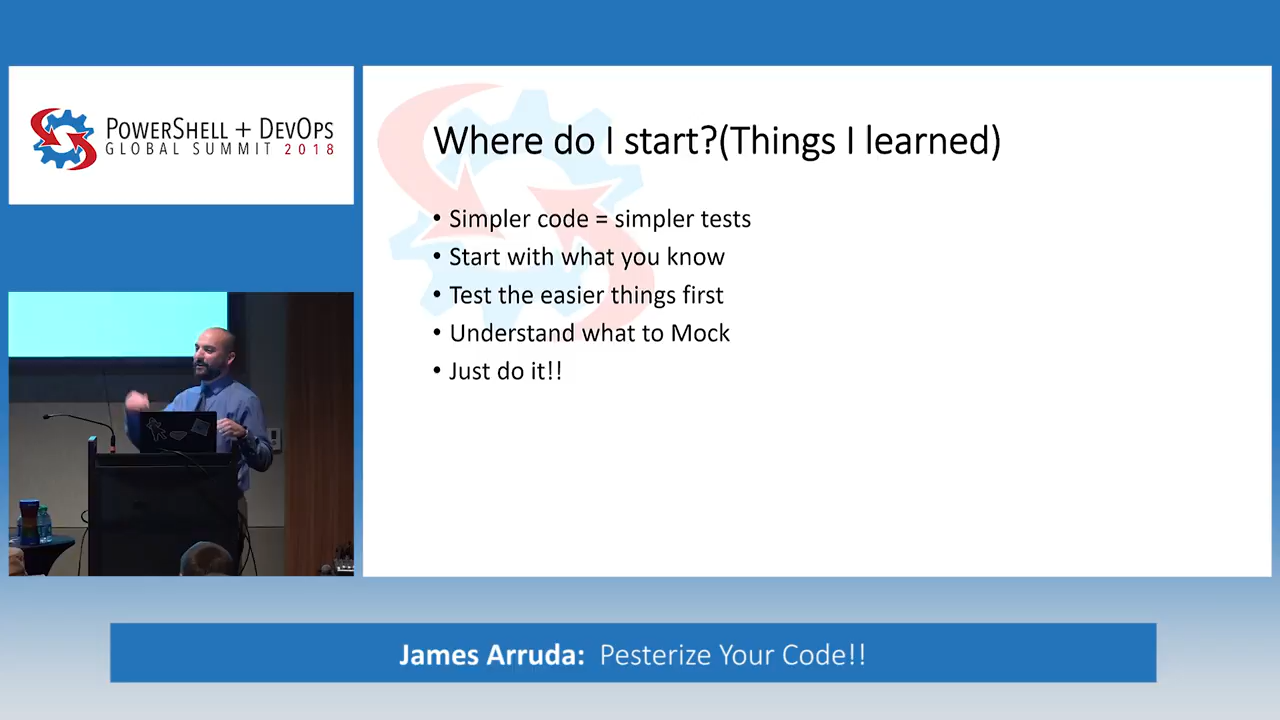 POWERSHELL + DEVOPS
GLOBAL SUMMIT 2018
Where do I start?(Things I learned)
• Simpler code = simpler tests
• Start with what you know
• Test the easier things first
• Understand what to Mock
• Just do it!!
James Arruda: Pesterize Your Code!!